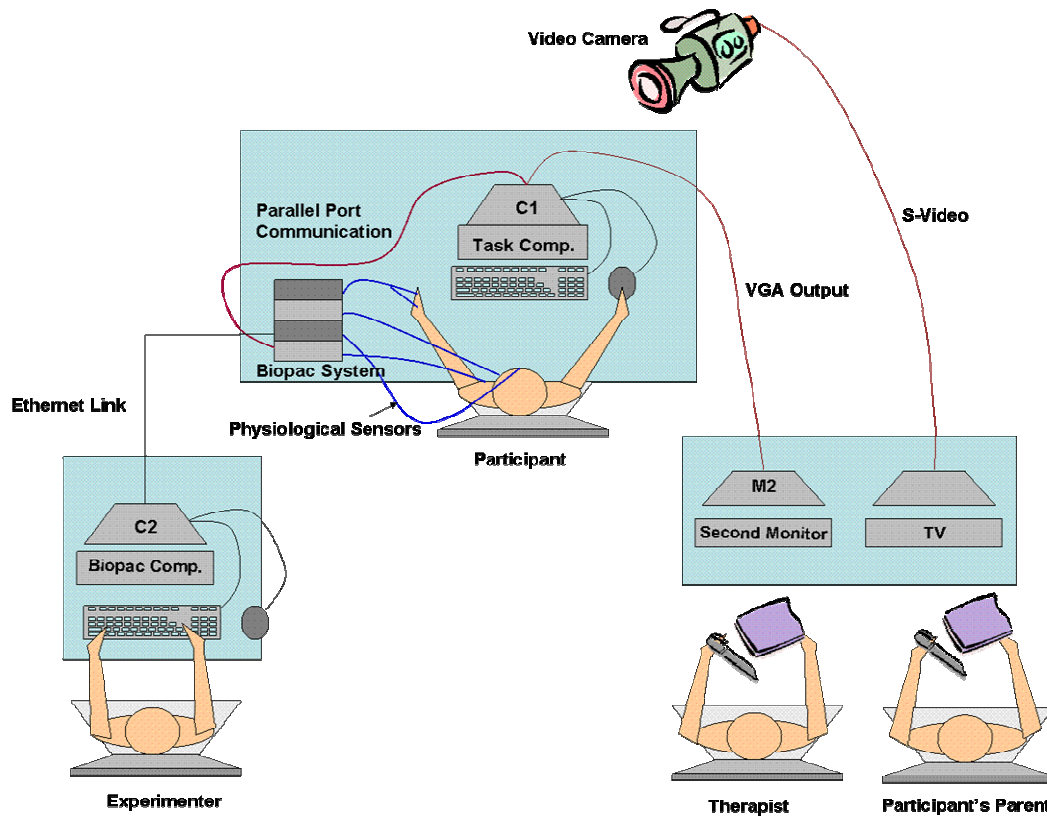 Video Camera
C1
Task Comp.
Parallel Port
Communication
S-Video
VGA Output
Biopac System
Ethernet Link
Physiological Sensors
Participant
M2
Second Monitor
TV
C2
Biopac Comp.
Experimenter
Therapist
Participant's Parent